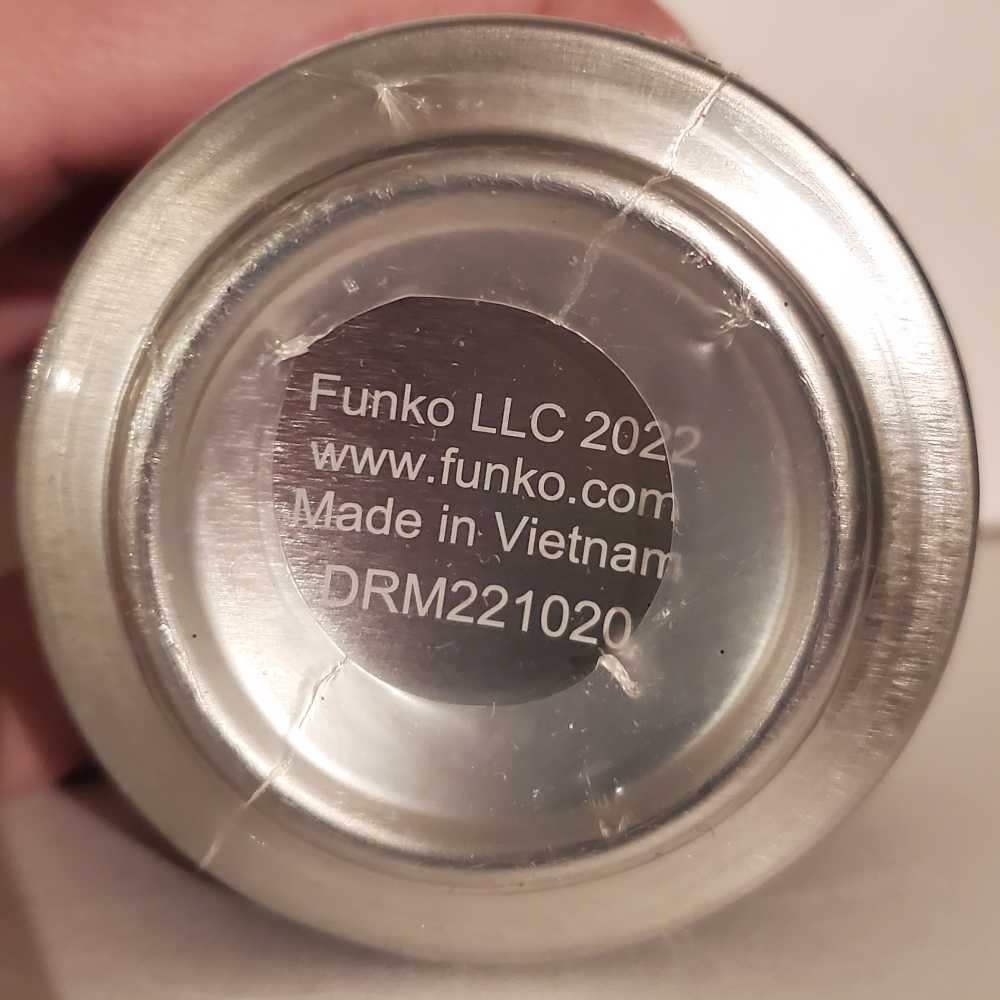 Funko LLC 2022
www.funko.com
Made in Vietnam
DRM221020